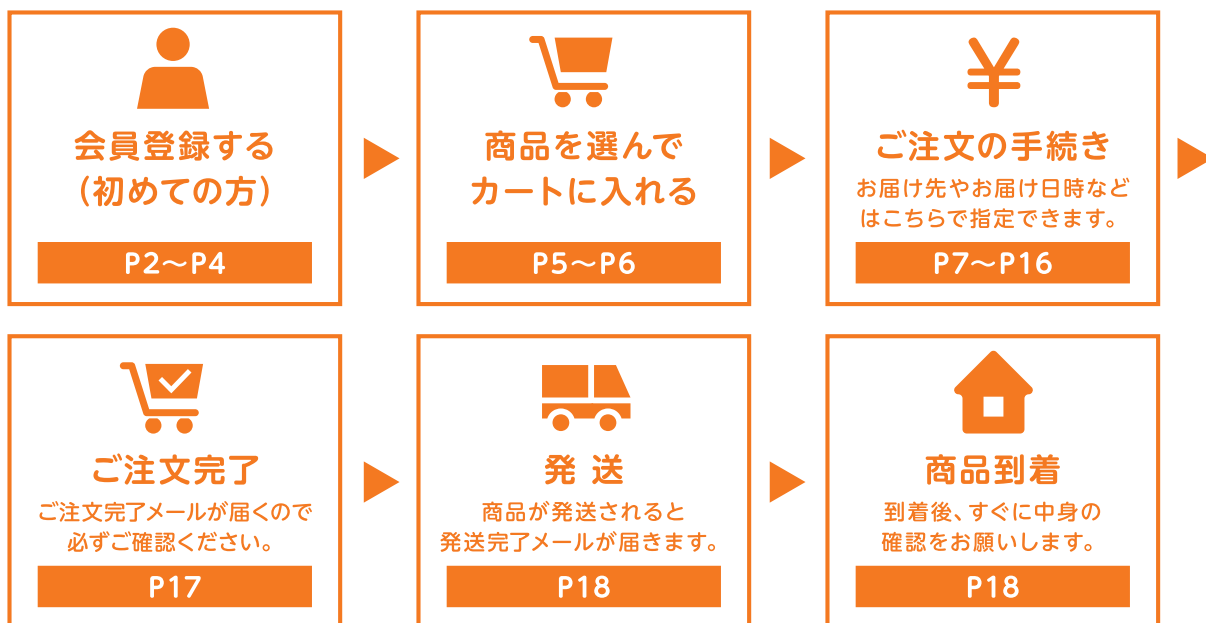 会員登録する
（初めての方）
P2～P4
商品を選んで
カートに入れる
P5～P6
ご注文の手続き
お届け先やお届け日時など
はこちらで指定できます。
P7～P16
ご注文完了
ご注文完了メールが届くので
必ずご確認ください。
P17
発 送
商品が発送されると
発送完了メールが届きます。
P18
商品到着
到着後、すぐに中身の
確認をお願いします。
P18